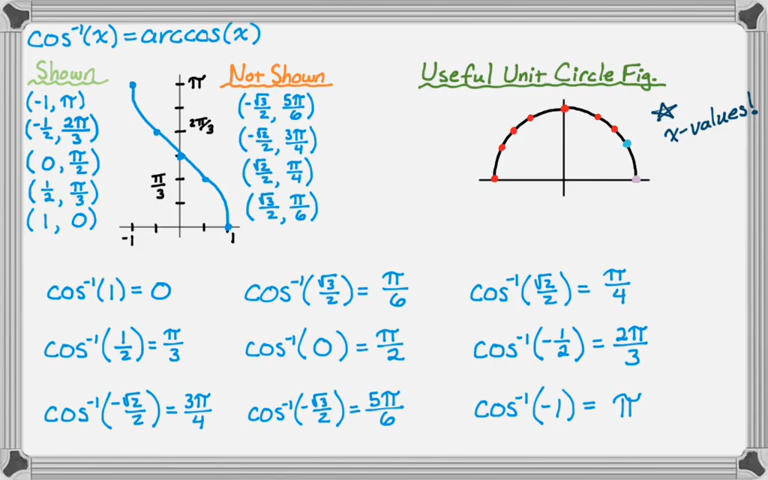 cos⁻¹(x) = arccos(x)
Shown
(-1, π)
(-1/2, 2π/3)
(0, π/2)
(1/2, π/3)
(1, 0)
π
2π/3
π/3
-1 1
Not Shown
(-√3/2, 5π/6)
(-√2/2, 3π/4)
(√2/2, π/4)
(√3/2, π/6)
Useful Unit Circle Fig.
☆ x-values!
cos⁻¹(1) = 0 cos⁻¹(√3/2) = π/6 cos⁻¹(√2/2) = π/4
cos⁻¹(1/2) = π/3 cos⁻¹(0) = π/2 cos⁻¹(-1/2) = 2π/3
cos⁻¹(-√2/2) = 3π/4 cos⁻¹(-√3/2) = 5π/6 cos⁻¹(-1) = π